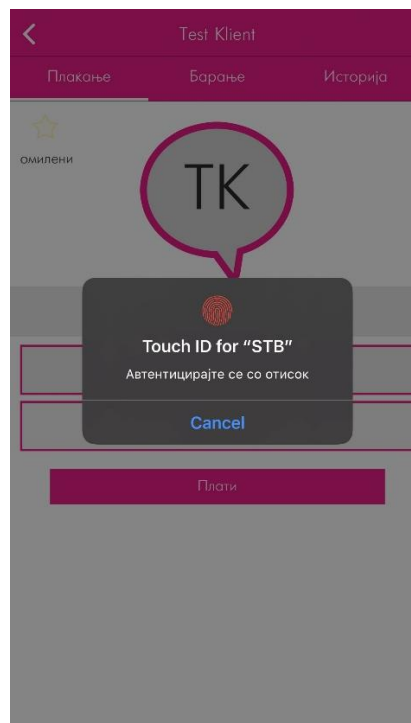 Test Klient
Плакање Барање Историја
омилени
TK
Touch ID for “STB”
Автентицирајте се со отисок
Cancel
Плати